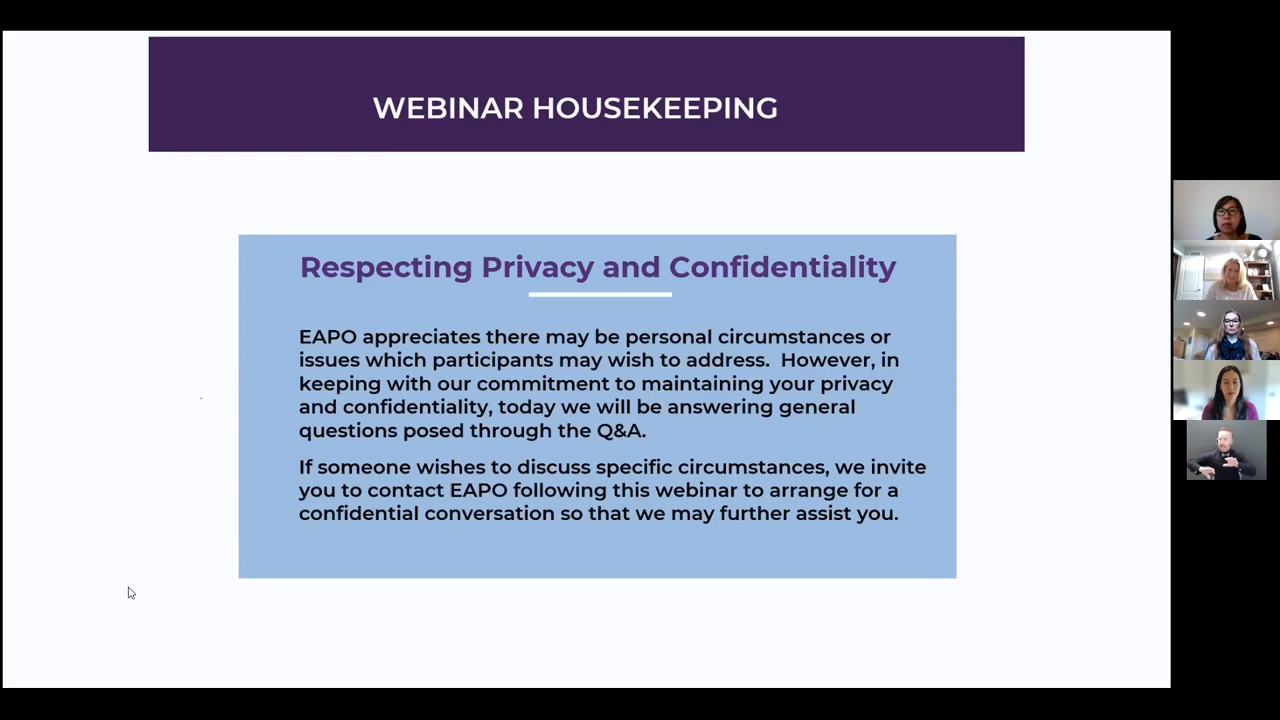 WEBINAR HOUSEKEEPING
Respecting Privacy and Confidentiality
EAPO appreciates there may be personal circumstances or
issues which participants may wish to address.  However, in
keeping with our commitment to maintaining your privacy
and confidentiality, today we will be answering general
questions posed through the Q&A.
If someone wishes to discuss specific circumstances, we invite
you to contact EAPO following this webinar to arrange for a
confidential conversation so that we may further assist you.